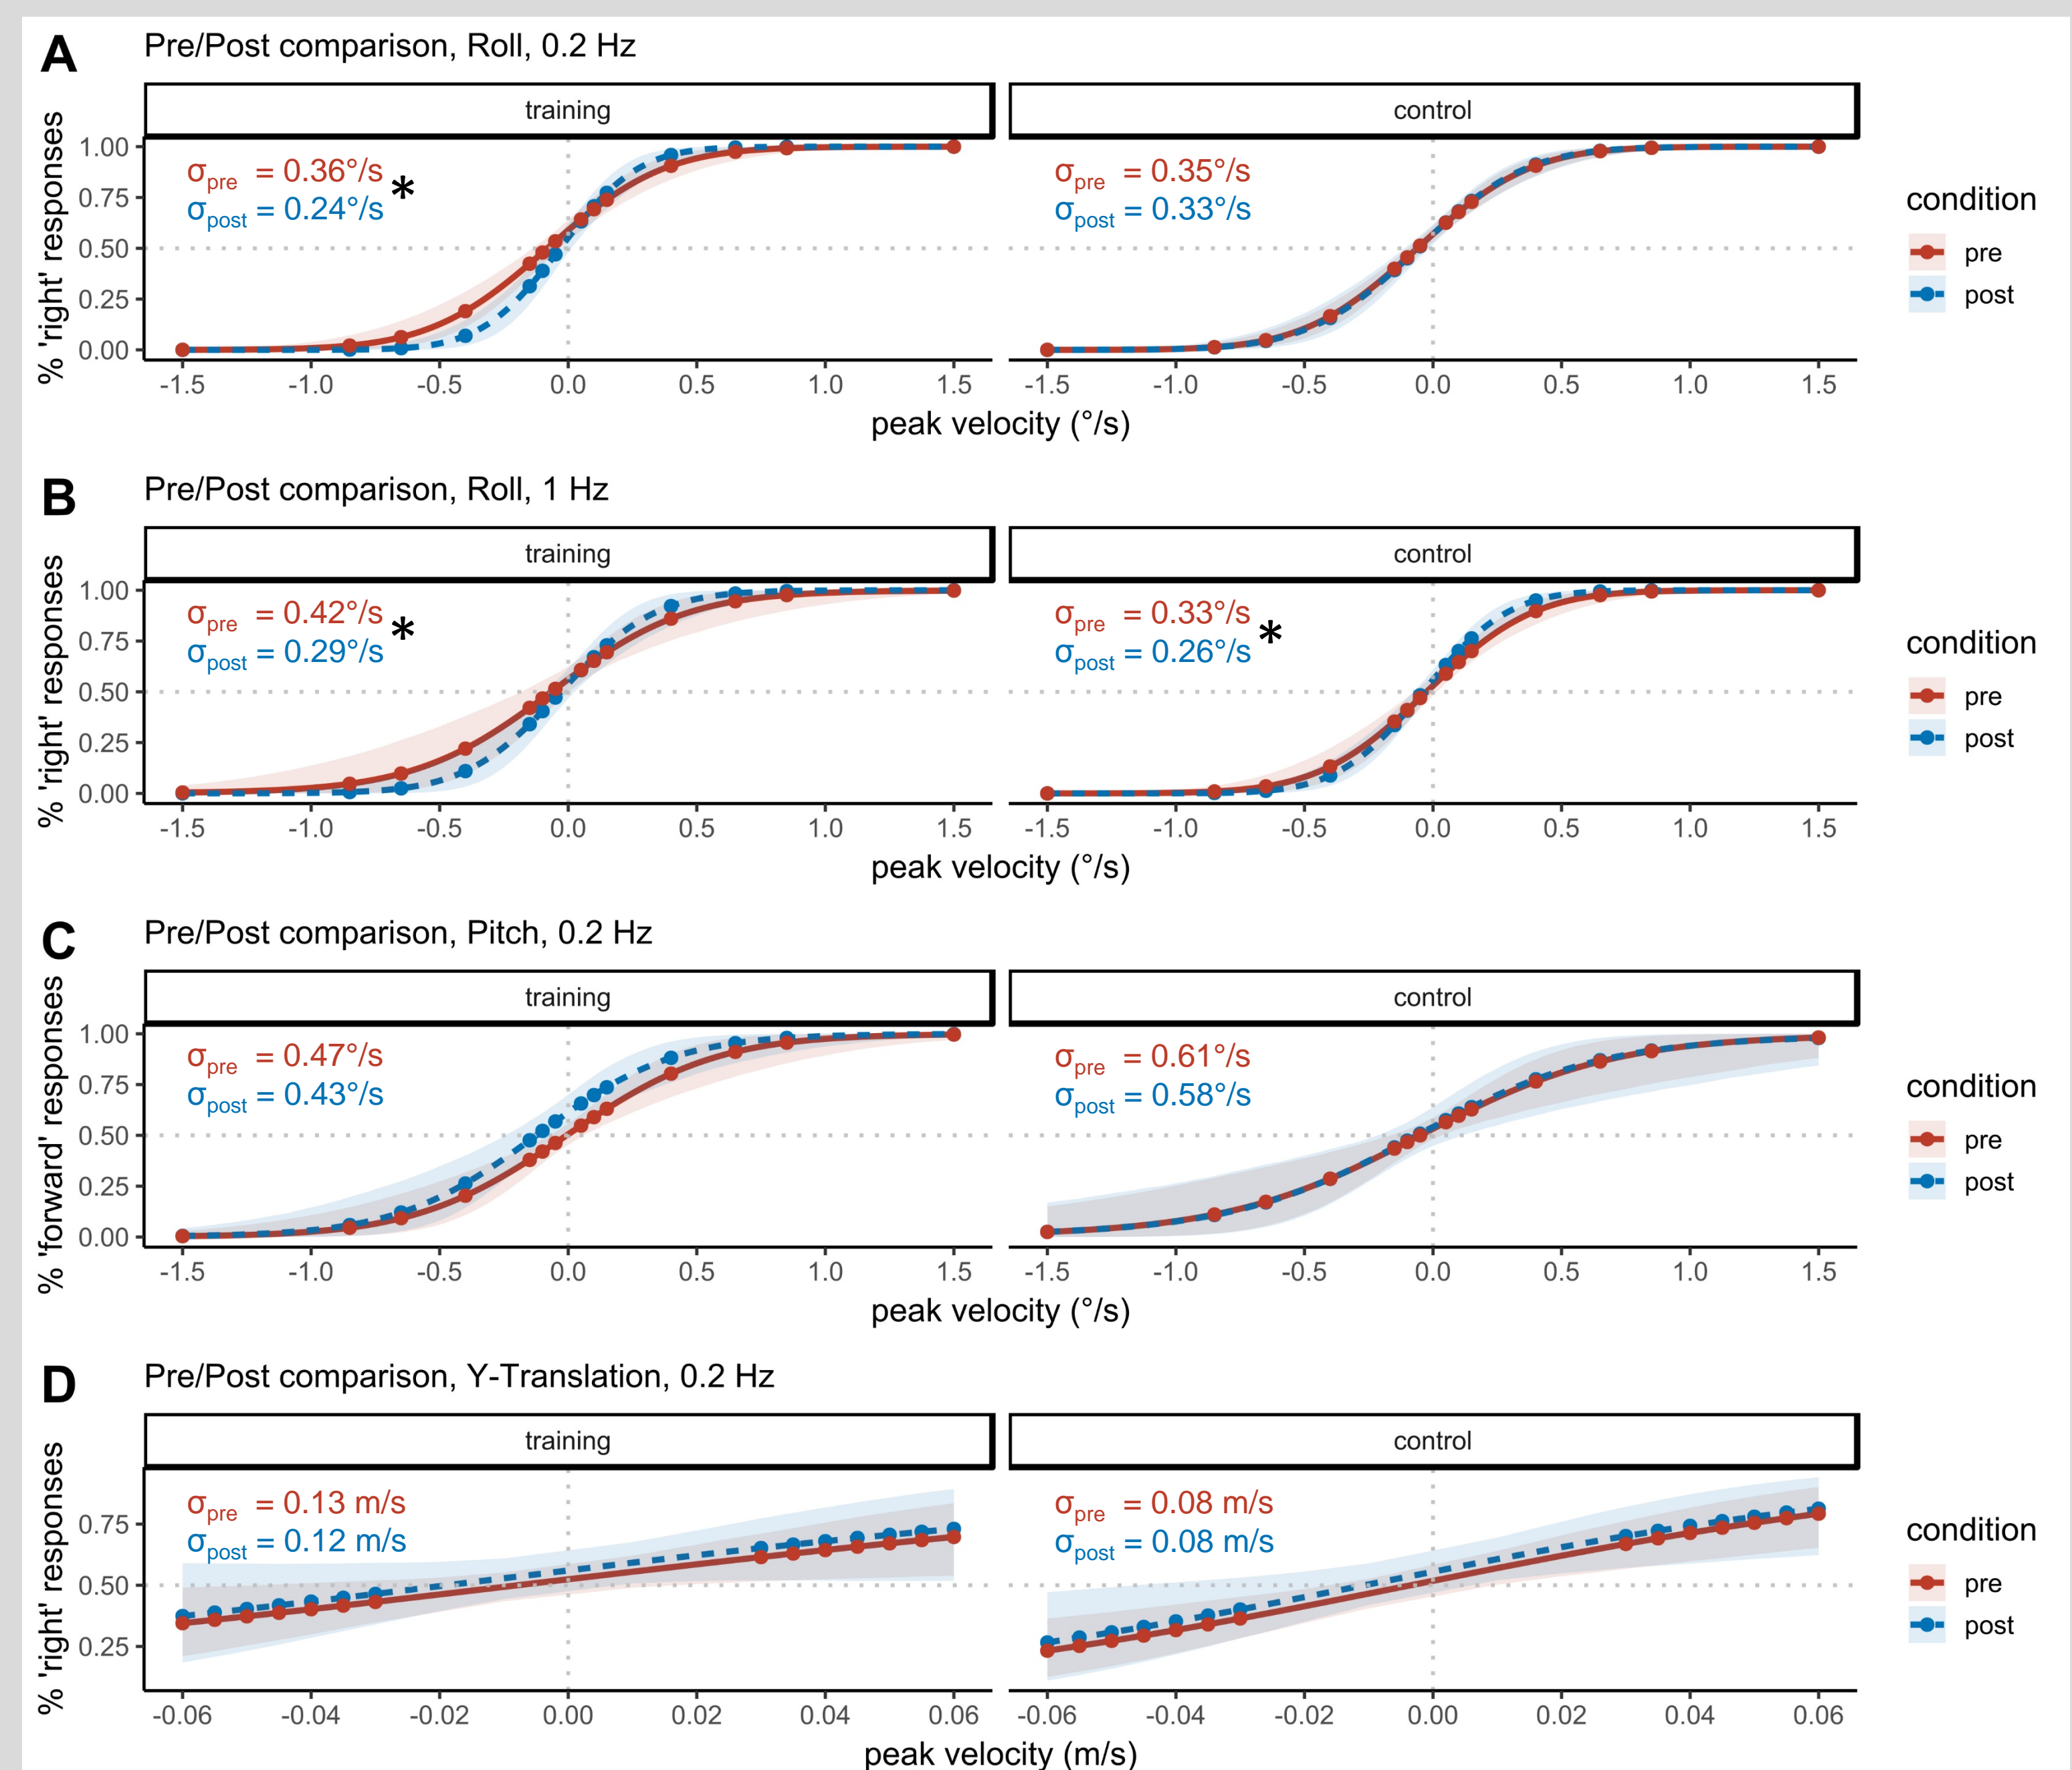 A Pre/Post comparison, Roll, 0.2 Hz
training control
% 'right' responses
1.00
0.75
0.50
0.25
0.00
σpre = 0.36°/s
σpost = 0.24°/s
*
σpre = 0.35°/s
σpost = 0.33°/s
-1.5 -1.0 -0.5 0.0 0.5 1.0 1.5 -1.5 -1.0 -0.5 0.0 0.5 1.0 1.5
peak velocity (°/s)
condition
pre
post
B Pre/Post comparison, Roll, 1 Hz
training control
% 'right' responses
1.00
0.75
0.50
0.25
0.00
σpre = 0.42°/s
σpost = 0.29°/s
*
σpre = 0.33°/s
σpost = 0.26°/s
*
-1.5 -1.0 -0.5 0.0 0.5 1.0 1.5 -1.5 -1.0 -0.5 0.0 0.5 1.0 1.5
peak velocity (°/s)
condition
pre
post
C Pre/Post comparison, Pitch, 0.2 Hz
training control
% 'forward' responses
1.00
0.75
0.50
0.25
0.00
σpre = 0.47°/s
σpost = 0.43°/s
σpre = 0.61°/s
σpost = 0.58°/s
-1.5 -1.0 -0.5 0.0 0.5 1.0 1.5 -1.5 -1.0 -0.5 0.0 0.5 1.0 1.5
peak velocity (°/s)
condition
pre
post
D Pre/Post comparison, Y-Translation, 0.2 Hz
training control
% 'right' responses
0.75
0.50
0.25
σpre = 0.13 m/s
σpost = 0.12 m/s
σpre = 0.08 m/s
σpost = 0.08 m/s
-0.06 -0.04 -0.02 0.00 0.02 0.04 0.06 -0.06 -0.04 -0.02 0.00 0.02 0.04 0.06
peak velocity (m/s)
condition
pre
post